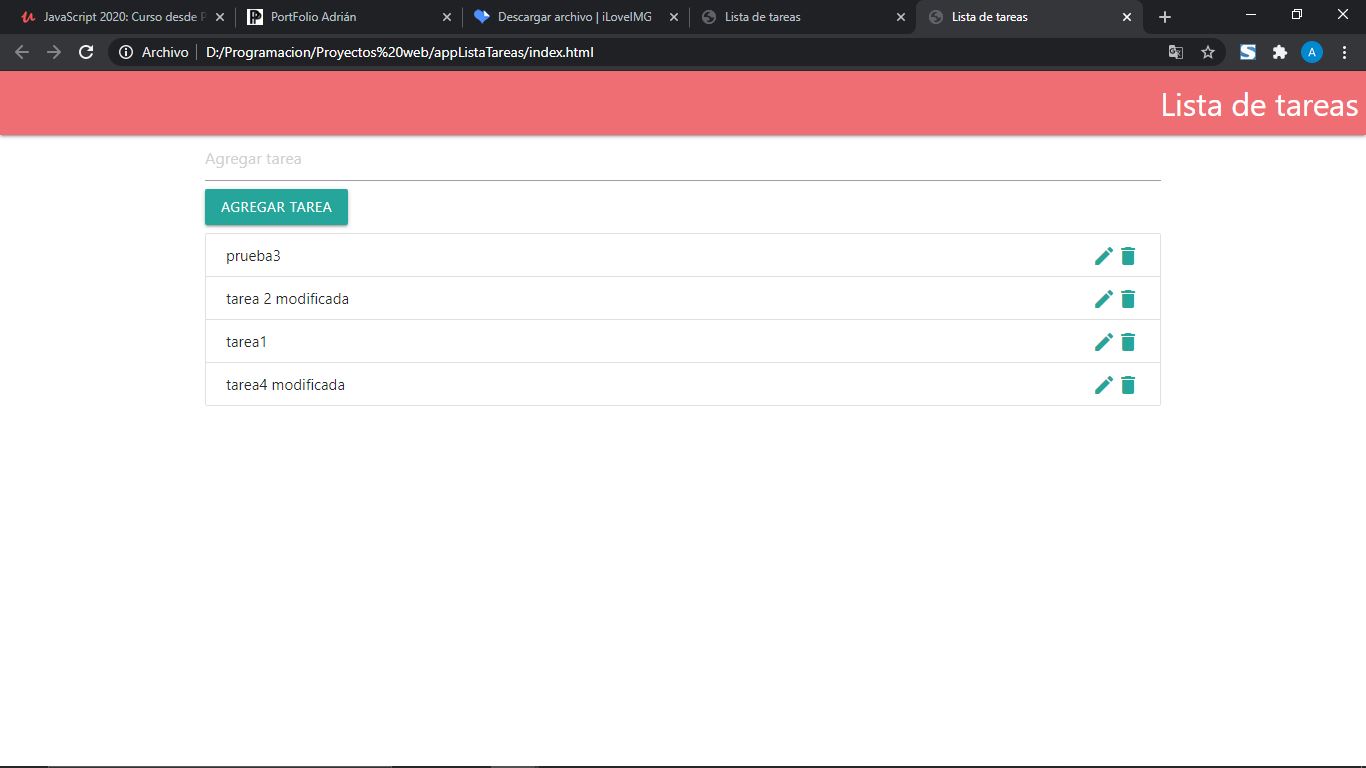 JavaScript 2020: Curso desde P
PortFolio Adrián
Descargar archivo | iLoveIMG
Lista de tareas
Lista de tareas
Archivo
D:/Programacion/Proyectos%20web/appListaTareas/index.html
A
Lista de tareas
Agregar tarea
AGREGAR TAREA
prueba3
tarea 2 modificada
tarea1
tarea4 modificada